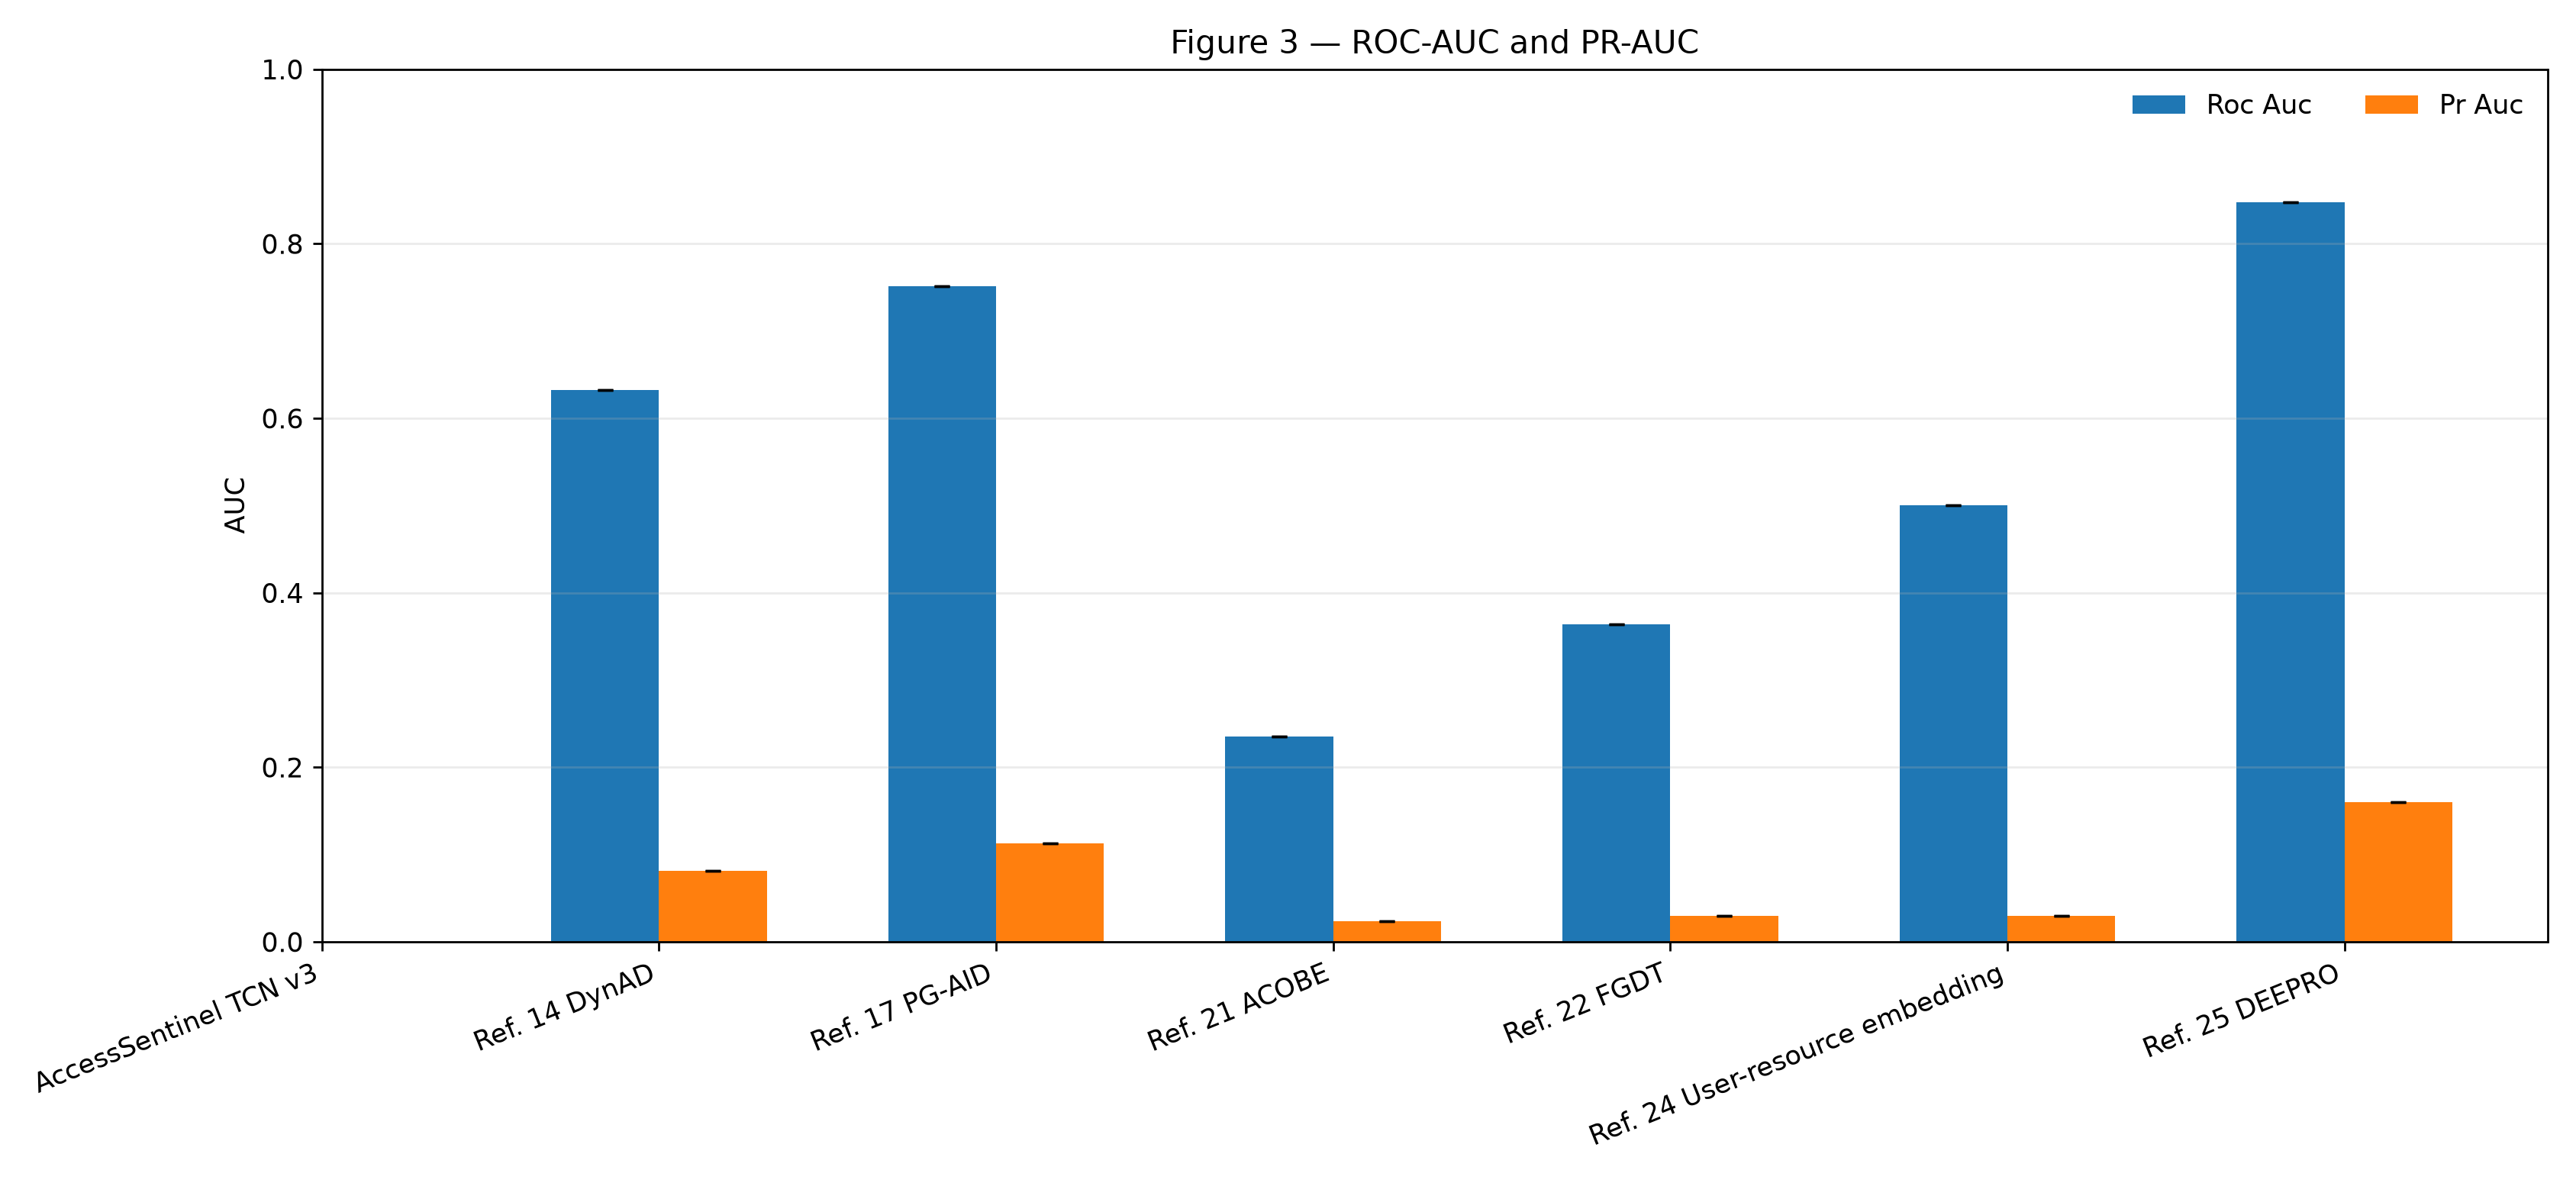 Figure 3 — ROC-AUC and PR-AUC
Roc Auc
Pr Auc
AUC
1.0
0.8
0.6
0.4
0.2
0.0
AccessSentinel TCN v3
Ref. 14 DynAD
Ref. 17 PG-AID
Ref. 21 ACOBE
Ref. 22 FGDT
Ref. 24 User-resource embedding
Ref. 25 DEEPRO